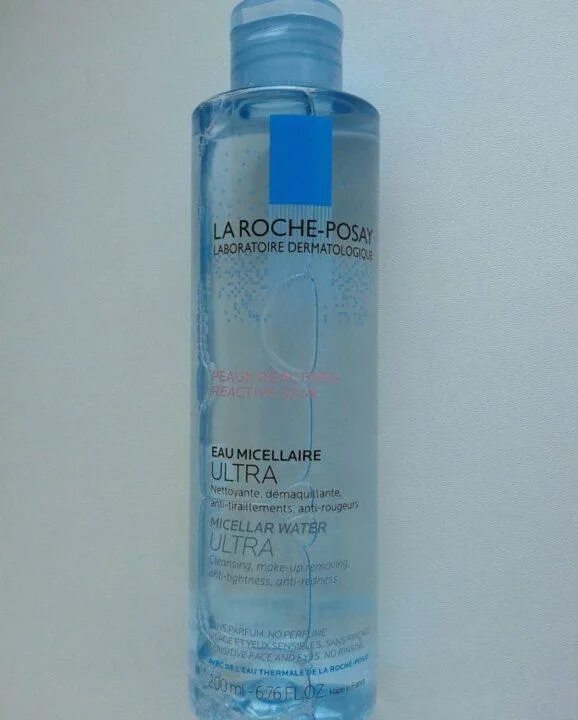 LA ROCHE-POSAY
LABORATOIRE DERMATOLOGIQUE
PEAUX RÉACTIVES
REACTIVE SKIN
EAU MICELLAIRE
ULTRA
Nettoyante, démaquillante,
anti-tiraillements, anti-rougeurs
MICELLAR WATER
ULTRA
Cleansing, make-up removing,
anti-tightness, anti-redness
SANS PARFUM. NO PERFUME
VISAGE ET YEUX SENSIBLES. SANS RINÇAGE
SENSITIVE FACE AND EYES. NO RINSING
AVEC DE L'EAU THERMALE DE LA ROCHE-POSAY
200 ml - 6.76 FL.OZ. Made in France